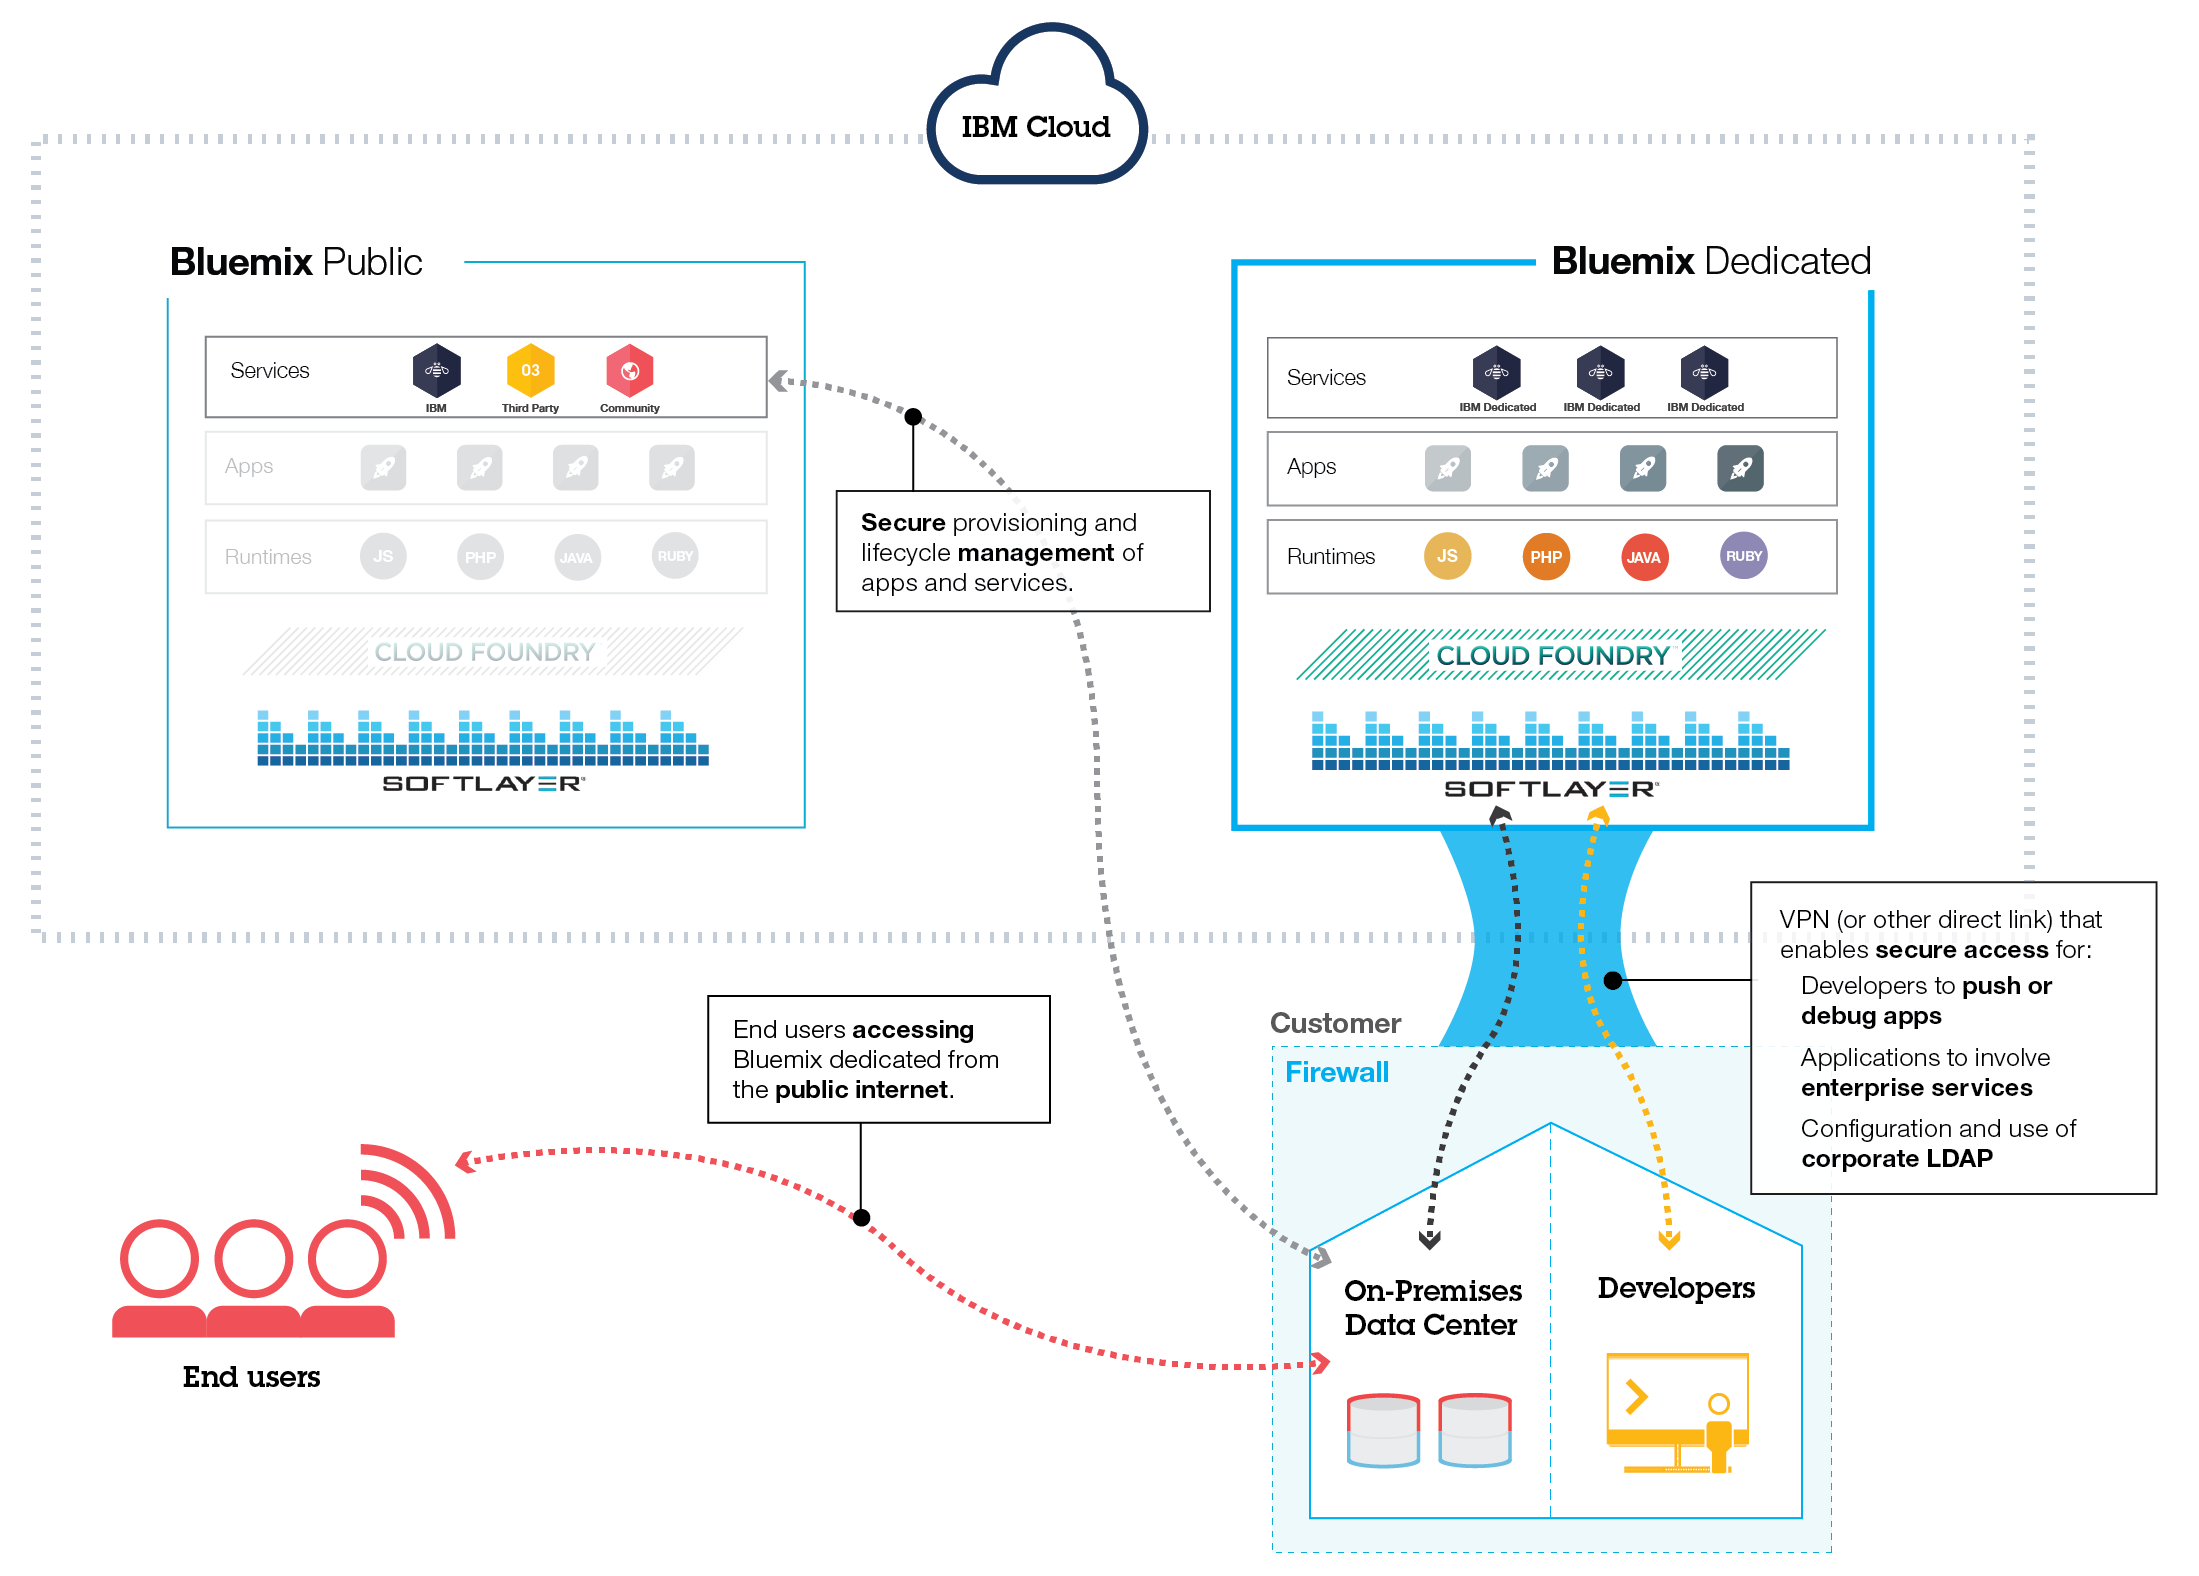 IBM Cloud
Bluemix Public
Services
IBM
03
Third Party
Community
Apps
Runtimes
JS
PHP
JAVA
RUBY
CLOUD FOUNDRY
SOFTLAYER
Secure provisioning and
lifecycle management of
apps and services.
Bluemix Dedicated
Services
IBM Dedicated
IBM Dedicated
IBM Dedicated
Apps
Runtimes
JS
PHP
JAVA
RUBY
CLOUD FOUNDRY
SOFTLAYER
VPN (or other direct link) that
enables secure access for:
Developers to push or
debug apps
Applications to involve
enterprise services
Configuration and use of
corporate LDAP
End users accessing
Bluemix dedicated from
the public internet.
Customer
Firewall
On-Premises
Data Center
Developers
End users